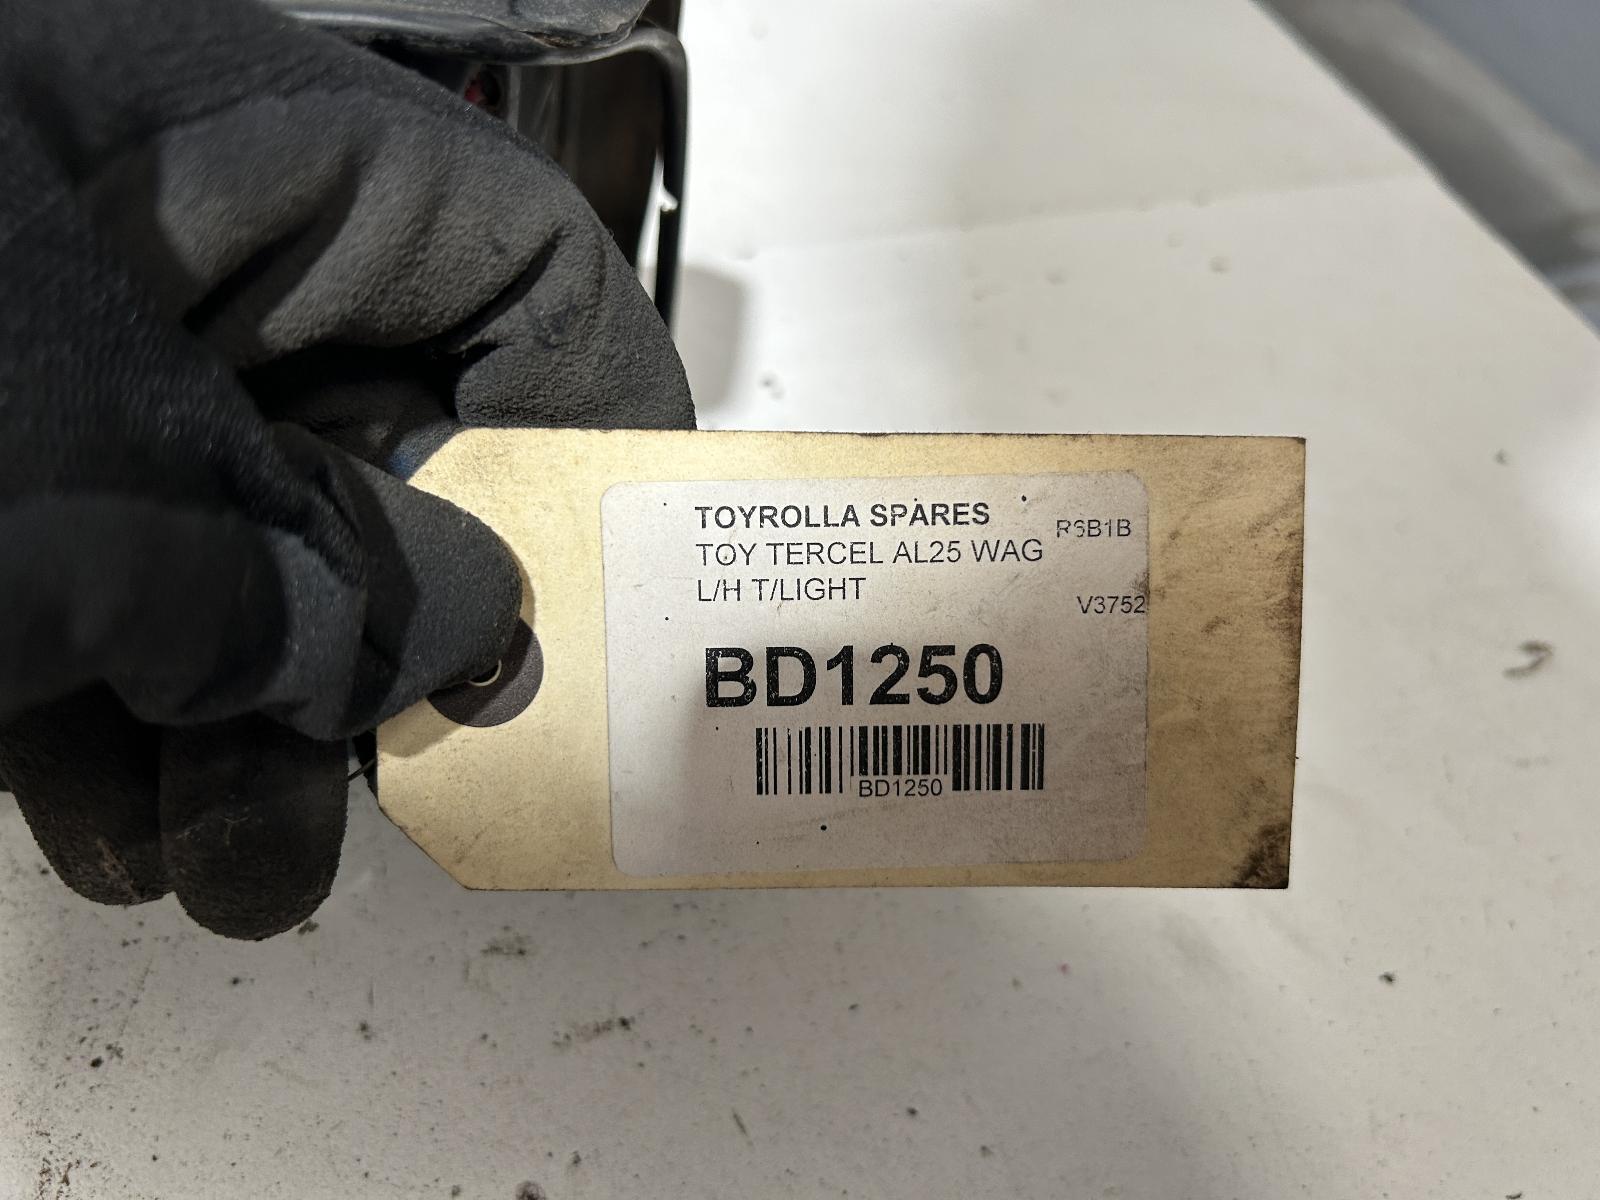 TOYROLLA SPARES
TOY TERCEL AL25 WAG
R6B1B
L/H T/LIGHT
V3752
BD1250
BD1250